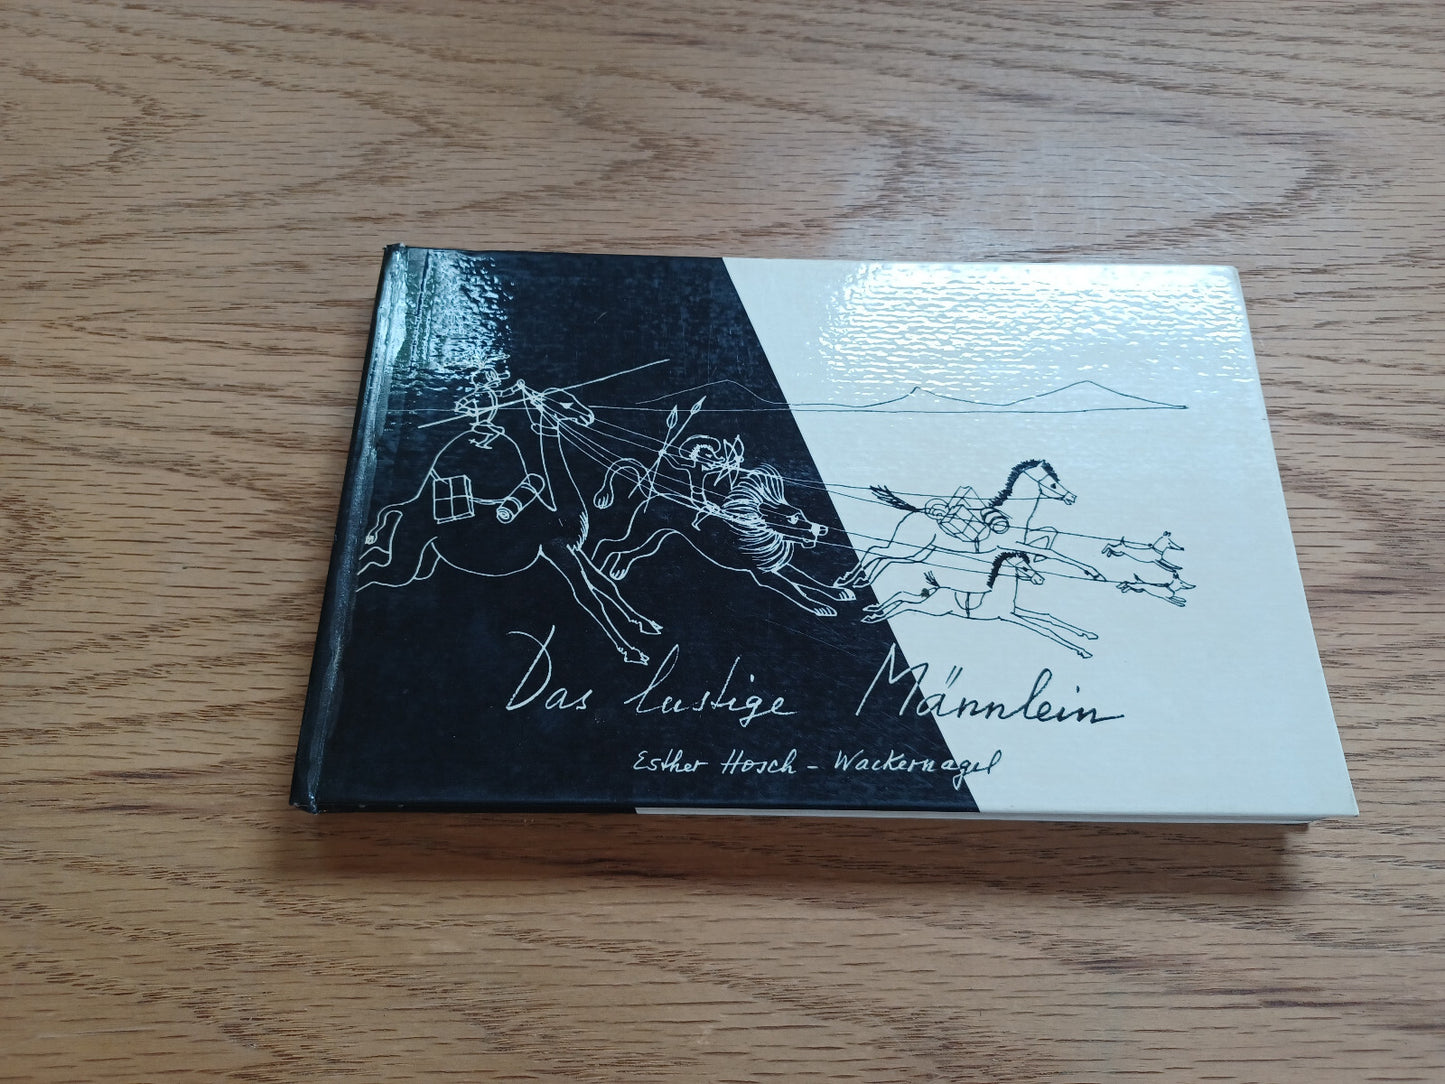 Das lustige Männlein
Esther Hosch - Wackernagel